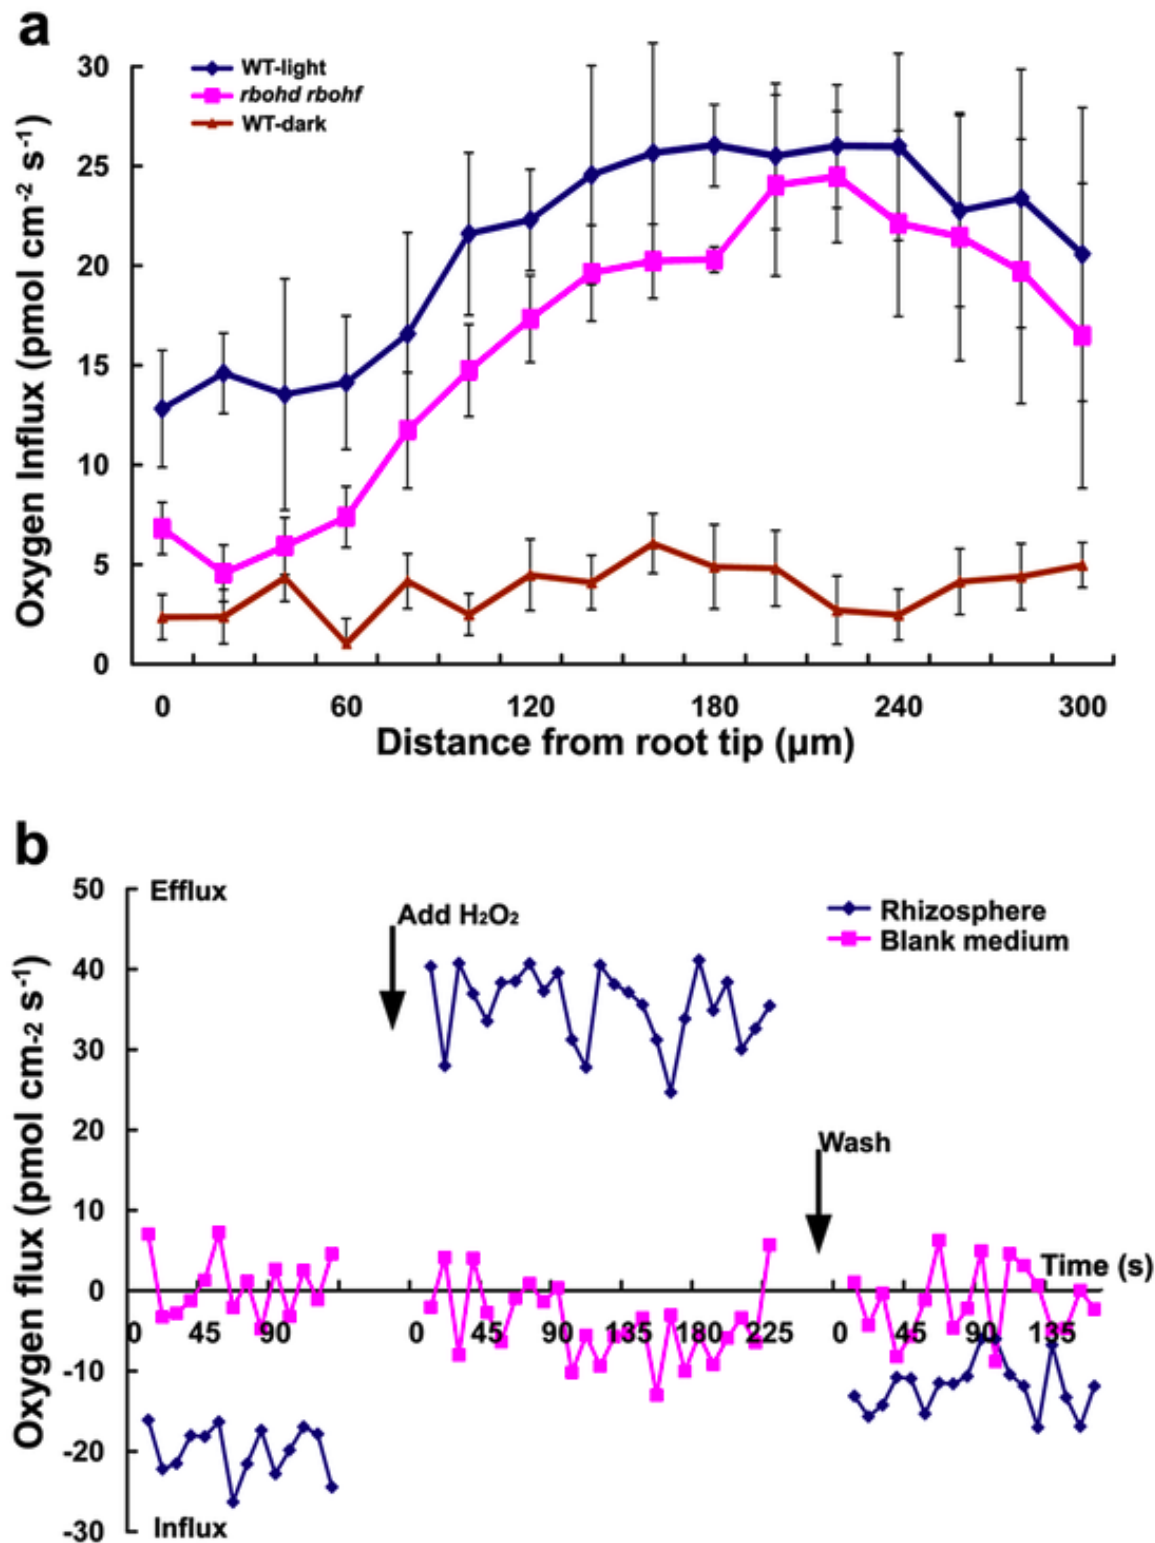 a
30
25
20
15
10
5
0
Oxygen Influx (pmol cm⁻² s⁻¹)
WT-light
rbohd rbohf
WT-dark
0 60 120 180 240 300
Distance from root tip (µm)
b
50
40
30
20
10
0
-10
-20
-30
Oxygen flux (pmol cm-2 s⁻¹)
Efflux
Add H₂O₂
Rhizosphere
Blank medium
Wash
Time (s)
0 45 90 0 45 90 135 180 225 0 45 90 135
Influx